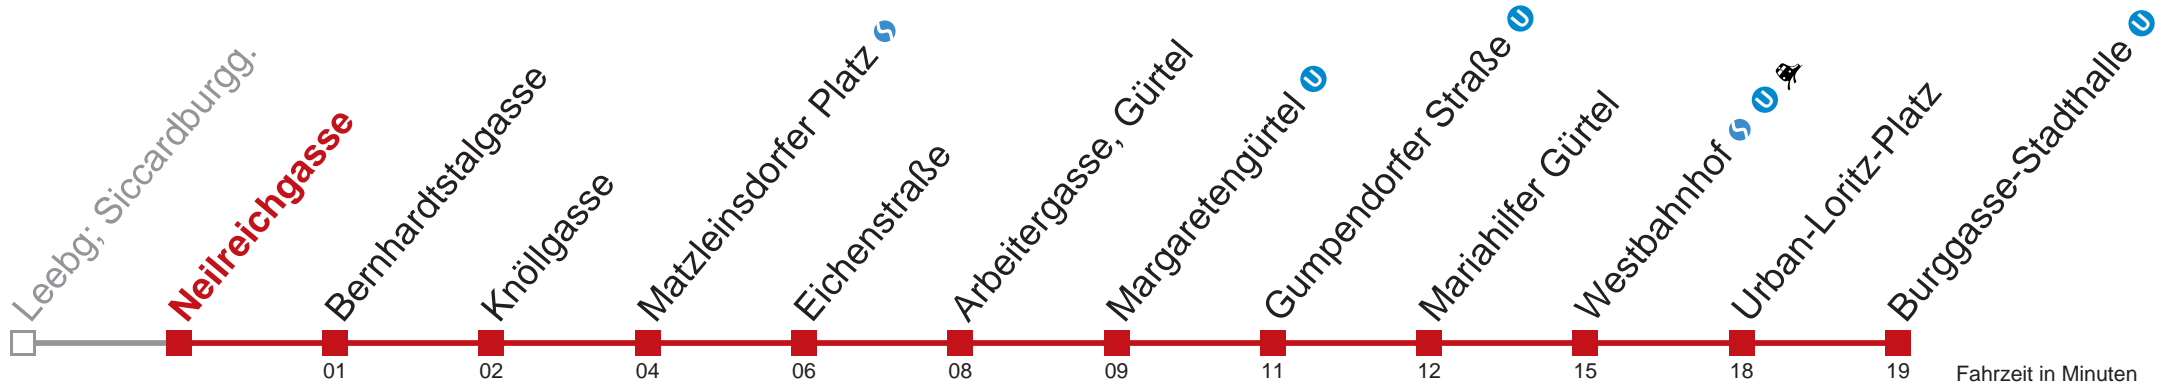 Leebg; Siccardburgg.
Neilreichgasse
Bernhardtstalgasse
Knöllgasse
Matzleinsdorfer Platz S
Eichenstraße
Arbeitergasse, Gürtel
Margaretengürtel U
Gumpendorfer Straße U
Mariahilfer Gürtel
Westbahnhof S U
Urban-Loritz-Platz
Burggasse-Stadthalle U
01 02 04 06 08 09 11 12 15 18 19 Fahrzeit in Minuten